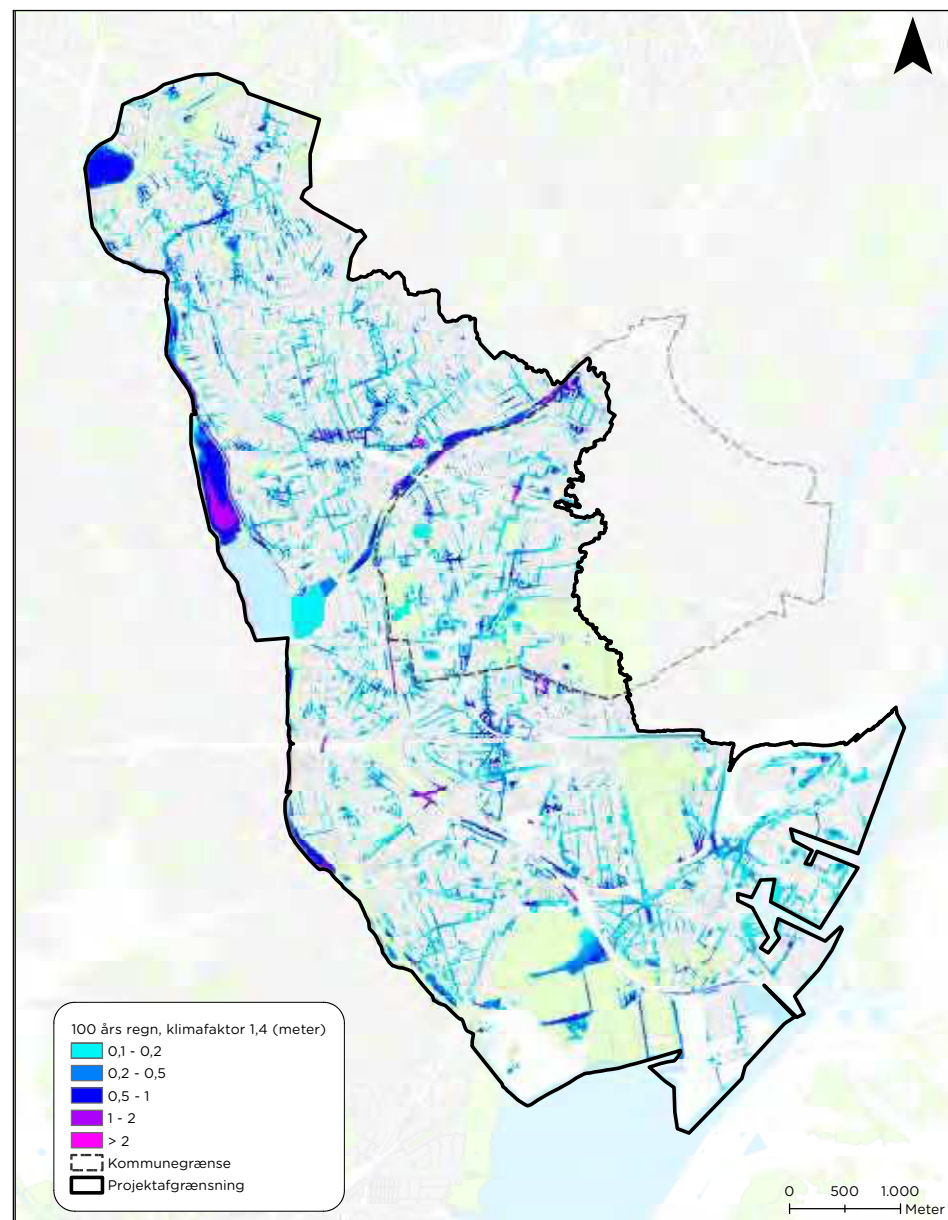 100 års regn, klimafaktor 1,4 (meter)
0,1 - 0,2
0,2 - 0,5
0,5 - 1
1 - 2
> 2
Kommunegrænse
Projektafgrænsning
0 500 1.000
Meter